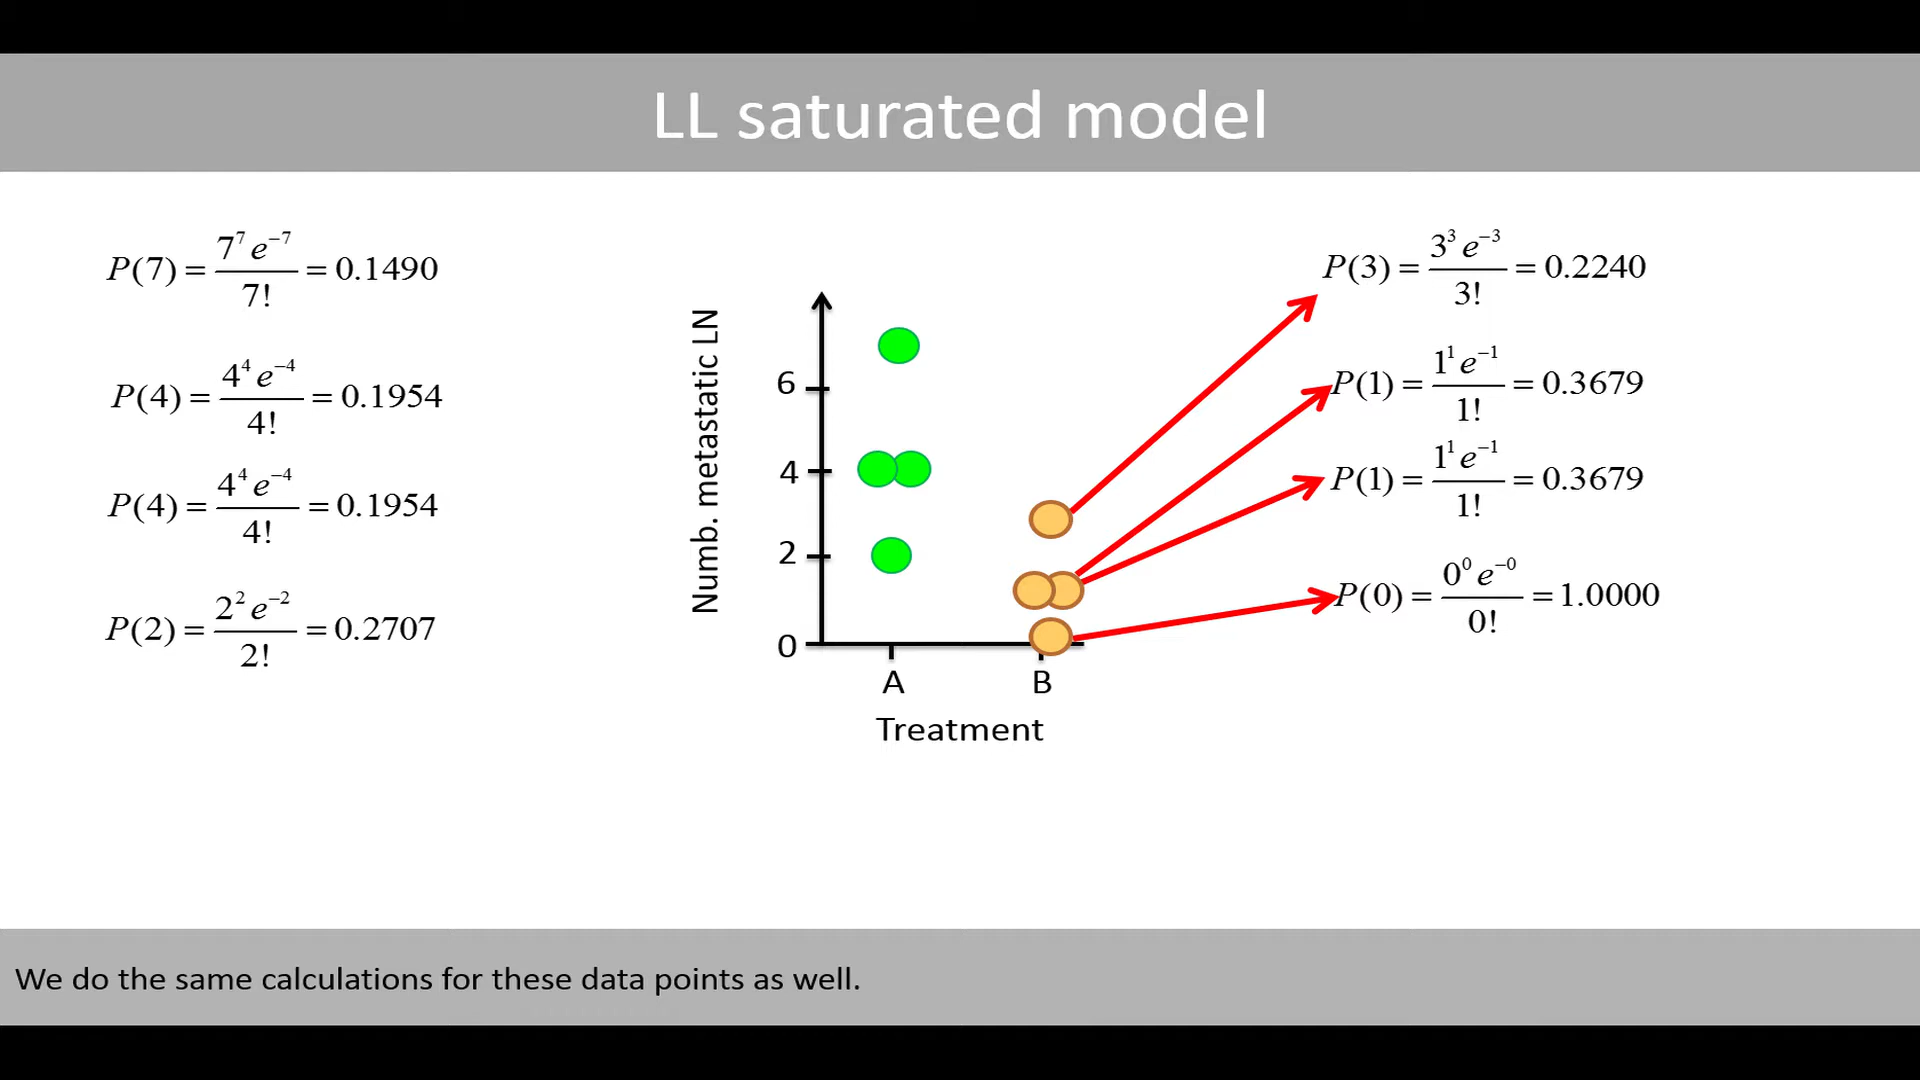 LL saturated model
P(7) = 7^7 e^−7 / 7! = 0.1490
P(4) = 4^4 e^−4 / 4! = 0.1954
P(4) = 4^4 e^−4 / 4! = 0.1954
P(2) = 2^2 e^−2 / 2! = 0.2707
Numb. metastatic LN
6
4
2
0
A B
Treatment
P(3) = 3^3 e^−3 / 3! = 0.2240
P(1) = 1^1 e^−1 / 1! = 0.3679
P(1) = 1^1 e^−1 / 1! = 0.3679
P(0) = 0^0 e^−0 / 0! = 1.0000
We do the same calculations for these data points as well.